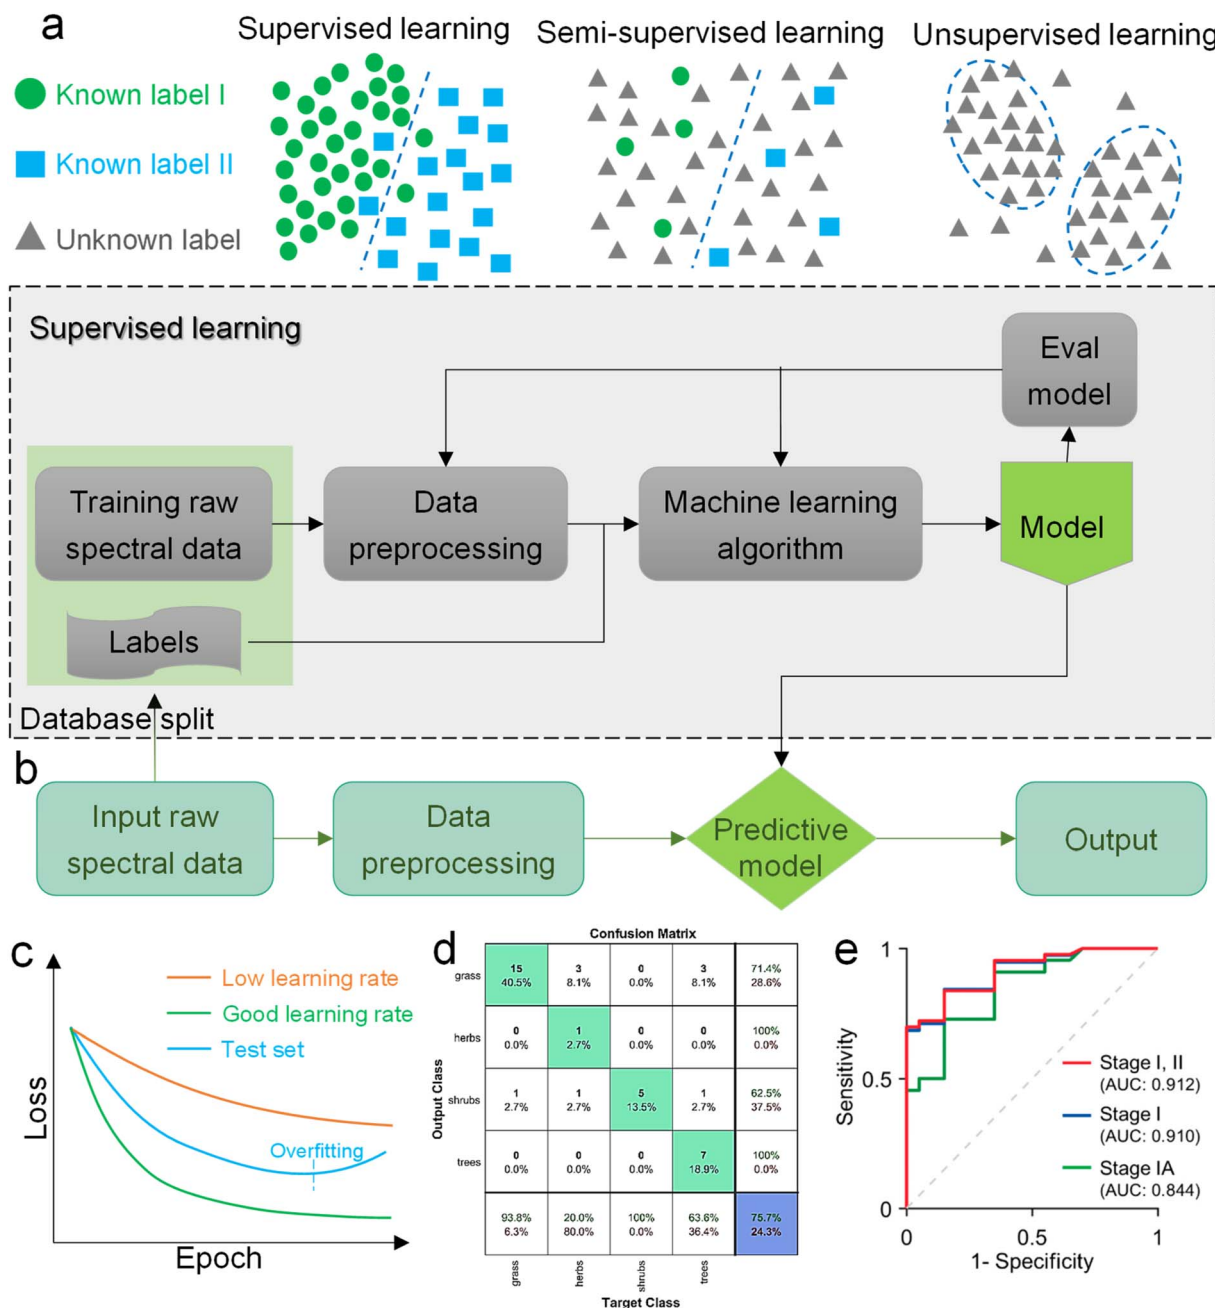 a
Supervised learning
Semi-supervised learning
Unsupervised learning
Known label I
Known label II
Unknown label
Supervised learning
Eval
model
Training raw
spectral data
Data
preprocessing
Machine learning
algorithm
Model
Labels
Database split
b
Input raw
spectral data
Data
preprocessing
Predictive
model
Output
c
Low learning rate
Good learning rate
Test set
Overfitting
Loss
Epoch
d
Confusion Matrix
grass
15 3 0 3 71.4%
40.5% 8.1% 0.0% 8.1% 28.6%
herbs
0 1 0 0 100%
0.0% 2.7% 0.0% 0.0% 0.0%
shrubs
1 1 5 1 62.5%
2.7% 2.7% 13.5% 2.7% 37.5%
trees
0 0 0 7 100%
0.0% 0.0% 0.0% 18.9% 0.0%
93.8% 20.0% 100% 63.6% 75.7%
6.3% 80.0% 0.0% 36.4% 24.3%
grass herbs shrubs trees
Output Class
Target Class
e
1
0.5
0
Sensitivity
Stage I, II
(AUC: 0.912)
Stage I
(AUC: 0.910)
Stage IA
(AUC: 0.844)
0 0.5 1
1- Specificity